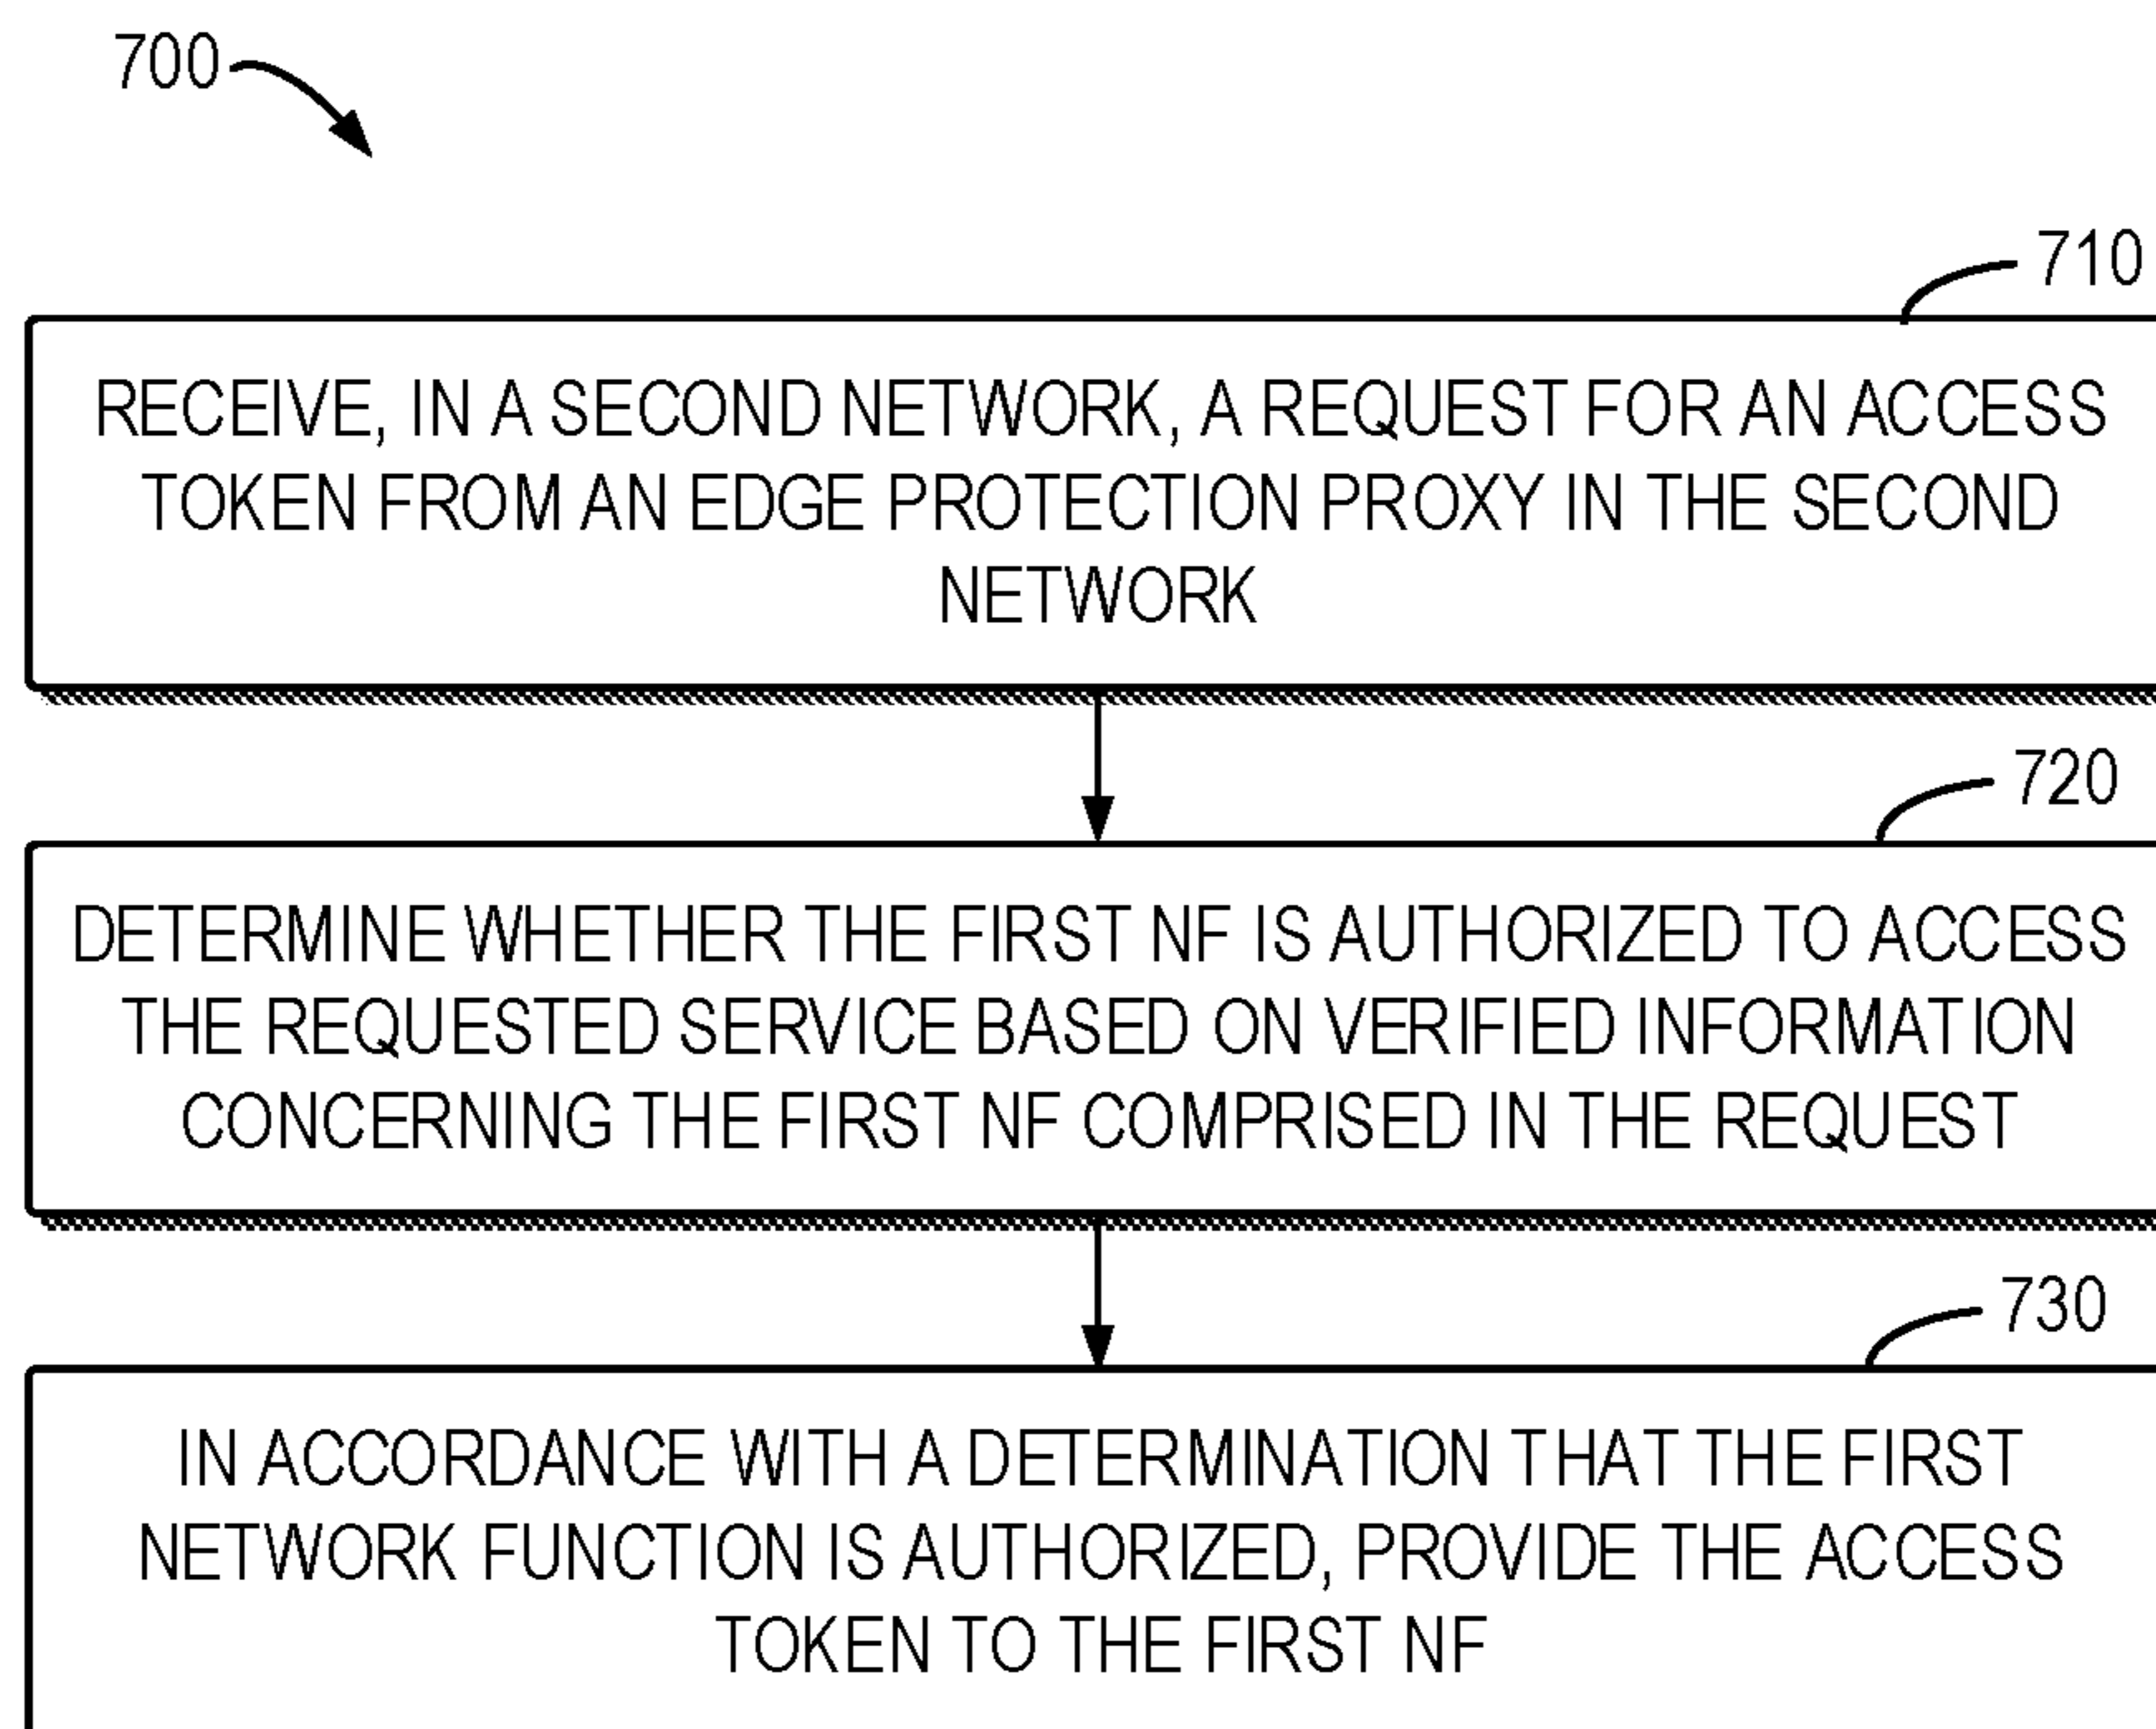 700
710
RECEIVE, IN A SECOND NETWORK, A REQUEST FOR AN ACCESS
TOKEN FROM AN EDGE PROTECTION PROXY IN THE SECOND
NETWORK
720
DETERMINE WHETHER THE FIRST NF IS AUTHORIZED TO ACCESS
THE REQUESTED SERVICE BASED ON VERIFIED INFORMATION
CONCERNING THE FIRST NF COMPRISED IN THE REQUEST
730
IN ACCORDANCE WITH A DETERMINATION THAT THE FIRST
NETWORK FUNCTION IS AUTHORIZED, PROVIDE THE ACCESS
TOKEN TO THE FIRST NF